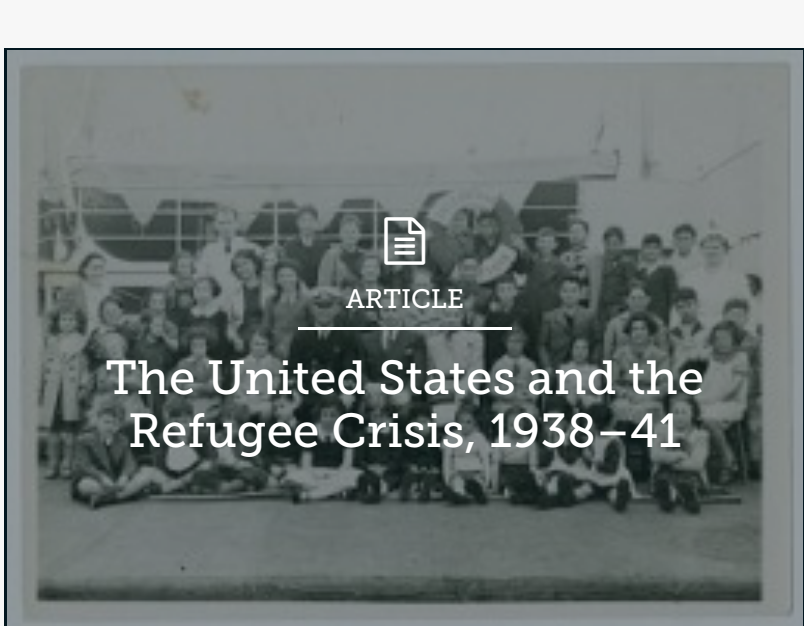 ARTICLE
The United States and the
Refugee Crisis, 1938–41